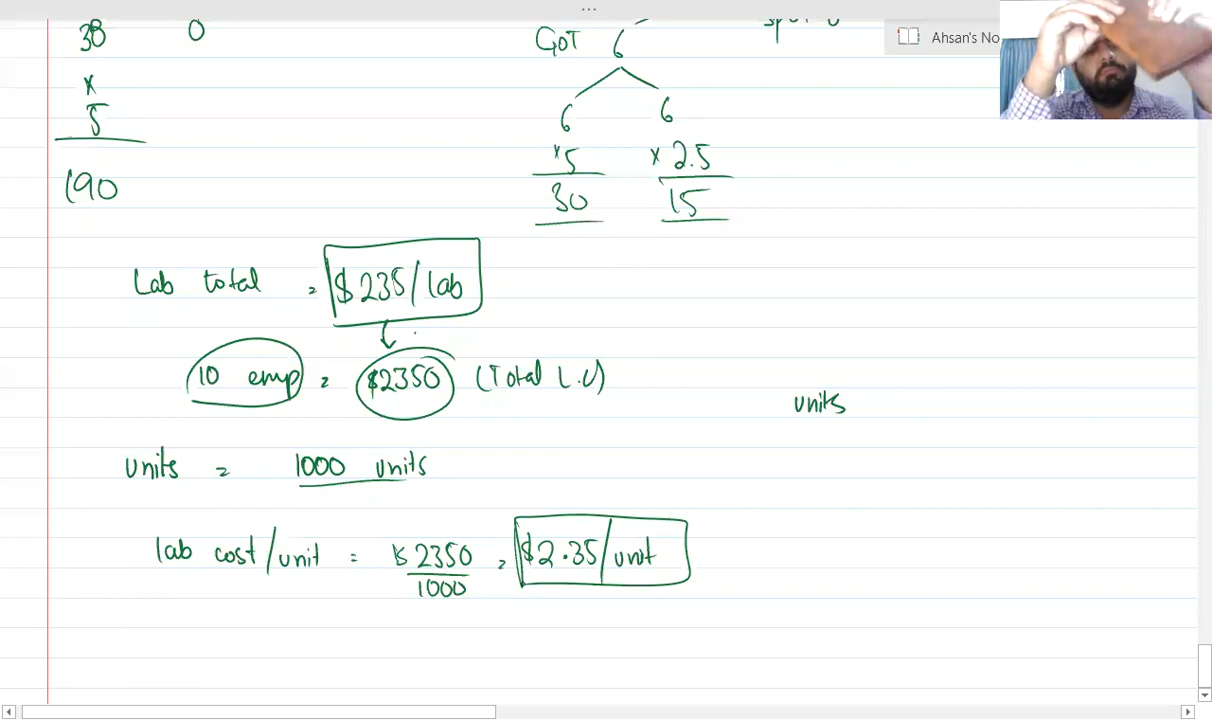 38 0
GOT 6
Ahsan's No
x
5
6 6
x5 x 2.5
190
30 15
Lab total = $235/lab
10 emp = $2350 (Total L.C)
units
units = 1000 units
lab cost/unit = $2350/1000 = $2.35/unit